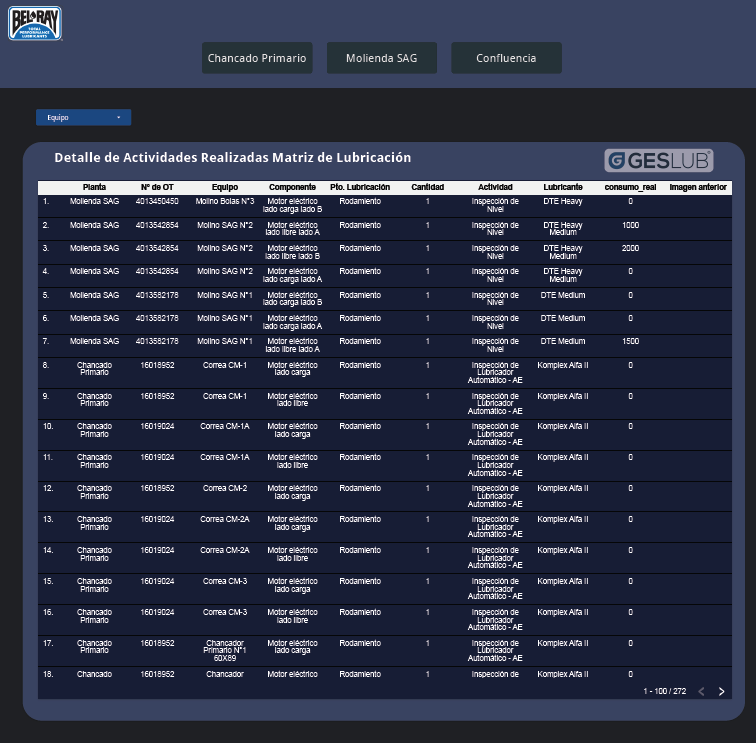 BEL-RAY
TOTAL
PERFORMANCE
LUBRICANTS
Chancado Primario Molienda SAG Confluencia
Equipo
Detalle de Actividades Realizadas Matriz de Lubricación GESLUB
Planta N° de OT Equipo Componente Pto. Lubricación Cantidad Actividad Lubricante consumo_real Imagen anterior
1. Molienda SAG 4013450450 Molino Bolas N°3 Motor eléctrico Rodamiento 1 Inspección de DTE Heavy 0
lado carga lado B Nivel
2. Molienda SAG 4013542854 Molino SAG N°2 Motor eléctrico Rodamiento 1 Inspección de DTE Heavy 1000
lado libre lado A Nivel Medium
3. Molienda SAG 4013542854 Molino SAG N°2 Motor eléctrico Rodamiento 1 Inspección de DTE Heavy 2000
lado libre lado B Nivel Medium
4. Molienda SAG 4013542854 Molino SAG N°2 Motor eléctrico Rodamiento 1 Inspección de DTE Heavy 0
lado carga lado A Nivel Medium
5. Molienda SAG 4013582178 Molino SAG N°1 Motor eléctrico Rodamiento 1 Inspección de DTE Medium 0
lado carga lado B Nivel
6. Molienda SAG 4013582178 Molino SAG N°1 Motor eléctrico Rodamiento 1 Inspección de DTE Medium 0
lado carga lado A Nivel
7. Molienda SAG 4013582178 Molino SAG N°1 Motor eléctrico Rodamiento 1 Inspección de DTE Medium 1500
lado libre lado A Nivel
8. Chancado 16018952 Correa CM-1 Motor eléctrico Rodamiento 1 Inspección de Komplex Alfa II 0
Primario lado carga Lubricador
Automático - AE
9. Chancado 16018952 Correa CM-1 Motor eléctrico Rodamiento 1 Inspección de Komplex Alfa II 0
Primario lado libre Lubricador
Automático - AE
10. Chancado 16019024 Correa CM-1A Motor eléctrico Rodamiento 1 Inspección de Komplex Alfa II 0
Primario lado carga Lubricador
Automático - AE
11. Chancado 16019024 Correa CM-1A Motor eléctrico Rodamiento 1 Inspección de Komplex Alfa II 0
Primario lado libre Lubricador
Automático - AE
12. Chancado 16018952 Correa CM-2 Motor eléctrico Rodamiento 1 Inspección de Komplex Alfa II 0
Primario lado carga Lubricador
Automático - AE
13. Chancado 16019024 Correa CM-2A Motor eléctrico Rodamiento 1 Inspección de Komplex Alfa II 0
Primario lado carga Lubricador
Automático - AE
14. Chancado 16019024 Correa CM-2A Motor eléctrico Rodamiento 1 Inspección de Komplex Alfa II 0
Primario lado libre Lubricador
Automático - AE
15. Chancado 16019024 Correa CM-3 Motor eléctrico Rodamiento 1 Inspección de Komplex Alfa II 0
Primario lado carga Lubricador
Automático - AE
16. Chancado 16019024 Correa CM-3 Motor eléctrico Rodamiento 1 Inspección de Komplex Alfa II 0
Primario lado libre Lubricador
Automático - AE
17. Chancado 16018952 Chancador Motor eléctrico Rodamiento 1 Inspección de Komplex Alfa II 0
Primario Primario N°1 lado carga Lubricador
60X89 Automático - AE
18. Chancado 16018952 Chancador Motor eléctrico Rodamiento 1 Inspección de Komplex Alfa II 0
1 - 100 / 272